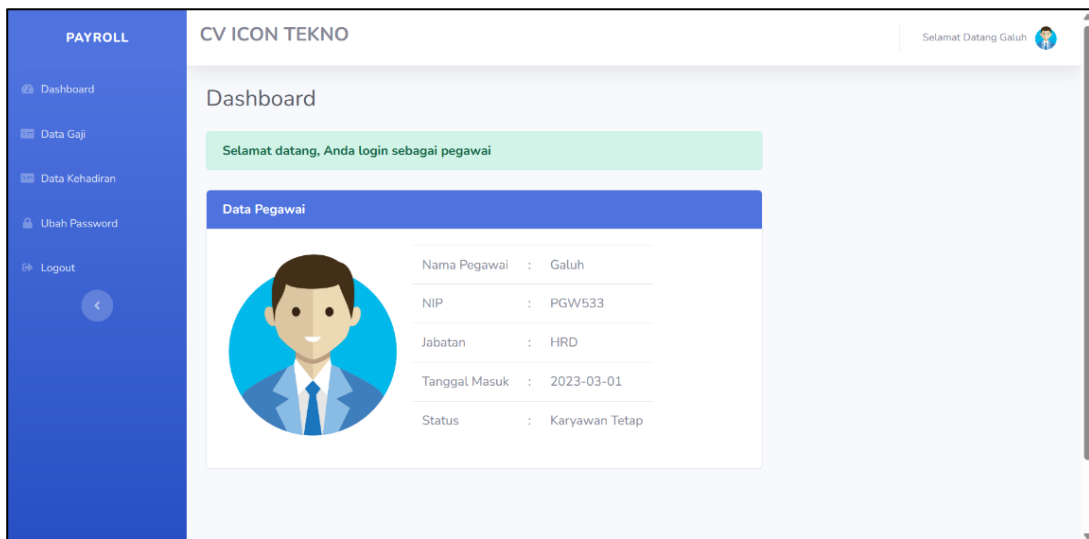 PAYROLL
CV ICON TEKNO
Selamat Datang Galuh
Dashboard
Data Gaji
Data Kehadiran
Ubah Password
Logout
Dashboard
Selamat datang, Anda login sebagai pegawai
Data Pegawai
Nama Pegawai : Galuh
NIP : PGW533
Jabatan : HRD
Tanggal Masuk : 2023-03-01
Status : Karyawan Tetap